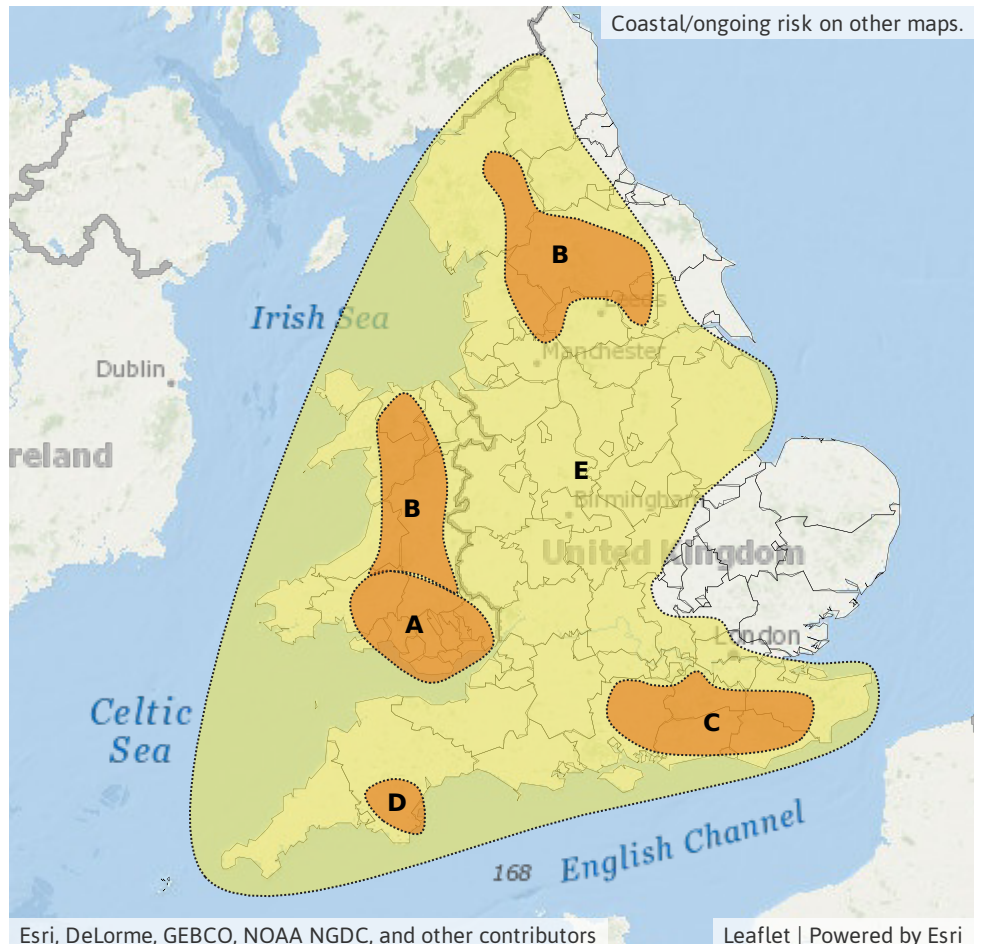 Coastal/ongoing risk on other maps.
B
Leeds
Irish Sea
Manchester
Dublin
reland
E
B
Birmingham
United Kingdom
A
London
Celtic
Sea
C
D
English Channel
168
Esri, DeLorme, GEBCO, NOAA NGDC, and other contributors
Leaflet | Powered by Esri